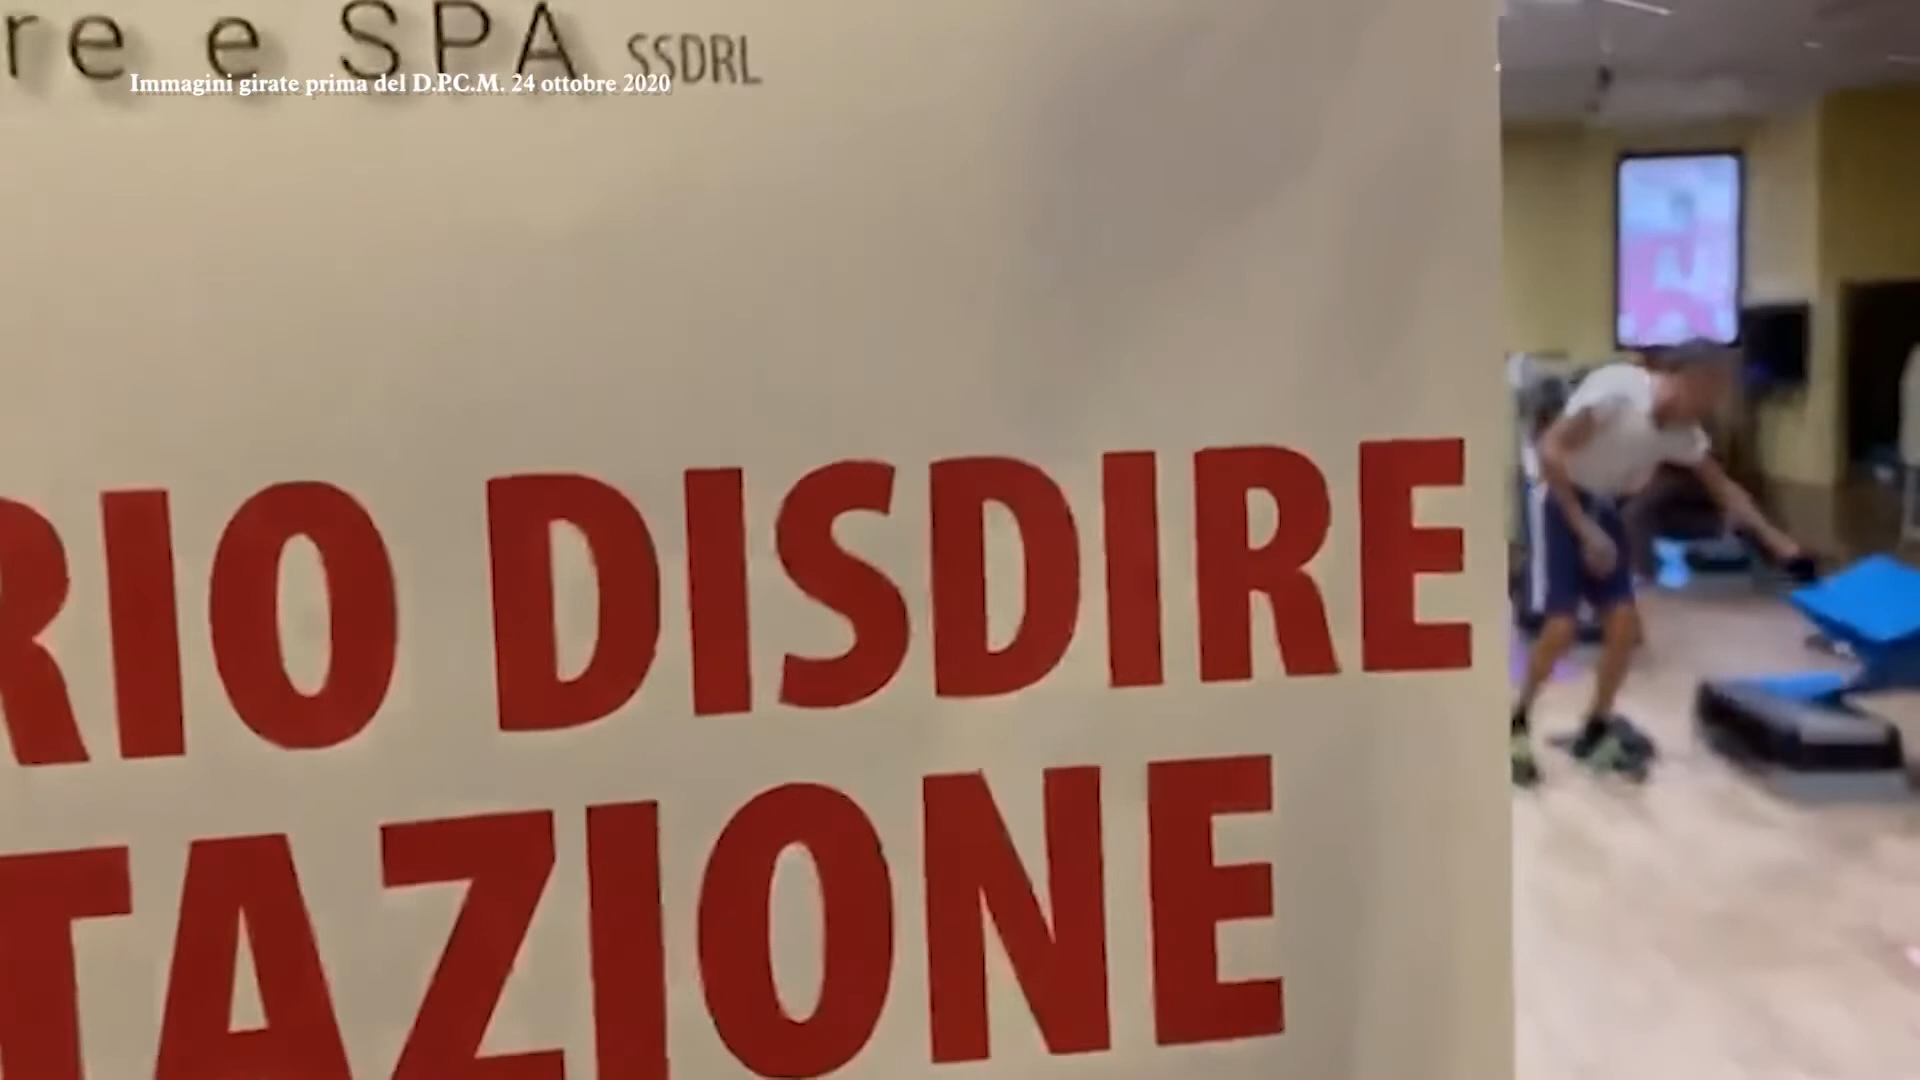 re e SPA SSDRL
Immagini girate prima del D.P.C.M. 24 ottobre 2020
RIO DISDIRE
TAZIONE